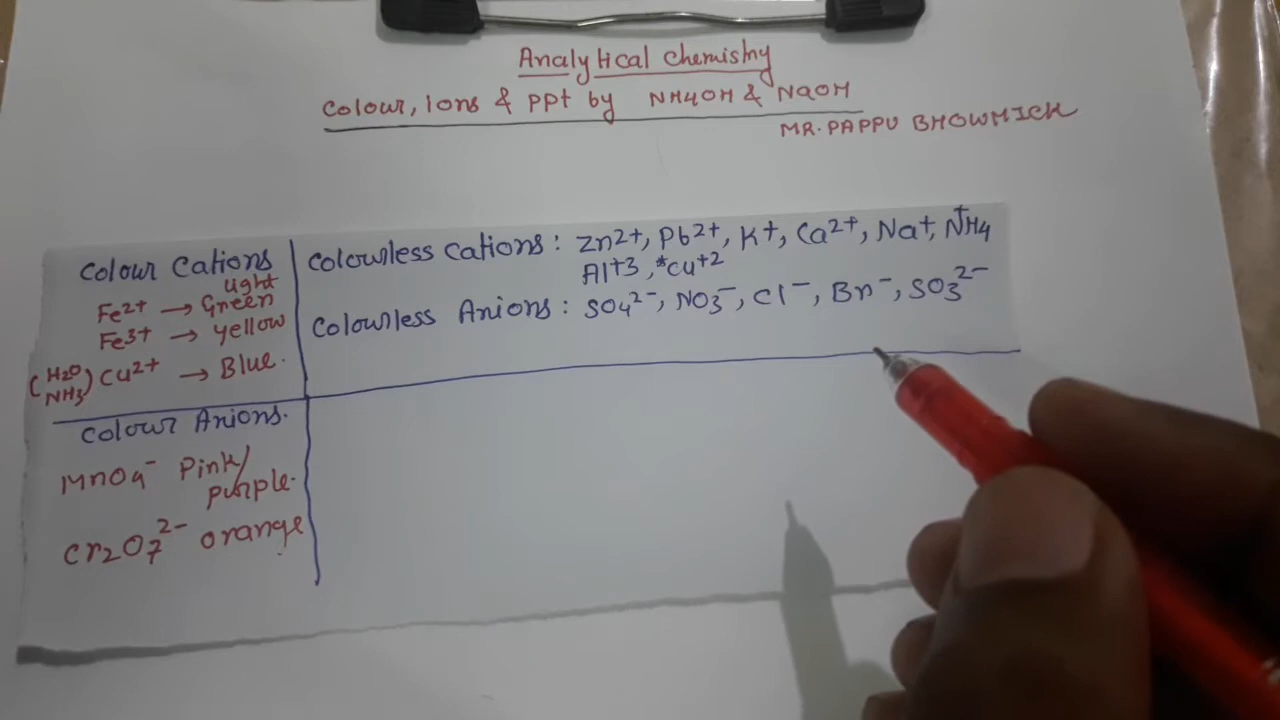 Analytical Chemistry
Colour, Ions & PPt by NH4OH & NaOH
MR. PAPPU BHOWMICK
Colour Cations
Fe2+ → Light Green
Fe3+ → Yellow
(H2O NH3) Cu2+ → Blue.
Colourless Cations : Zn2+, Pb2+, K+, Ca2+, Na+, NH4+
Al+3, *Cu+2
Colourless Anions : SO4 2-, NO3-, Cl-, Br-, SO3 2-
Colour Anions.
MnO4- Pink/
purple.
Cr2O7 2- orange